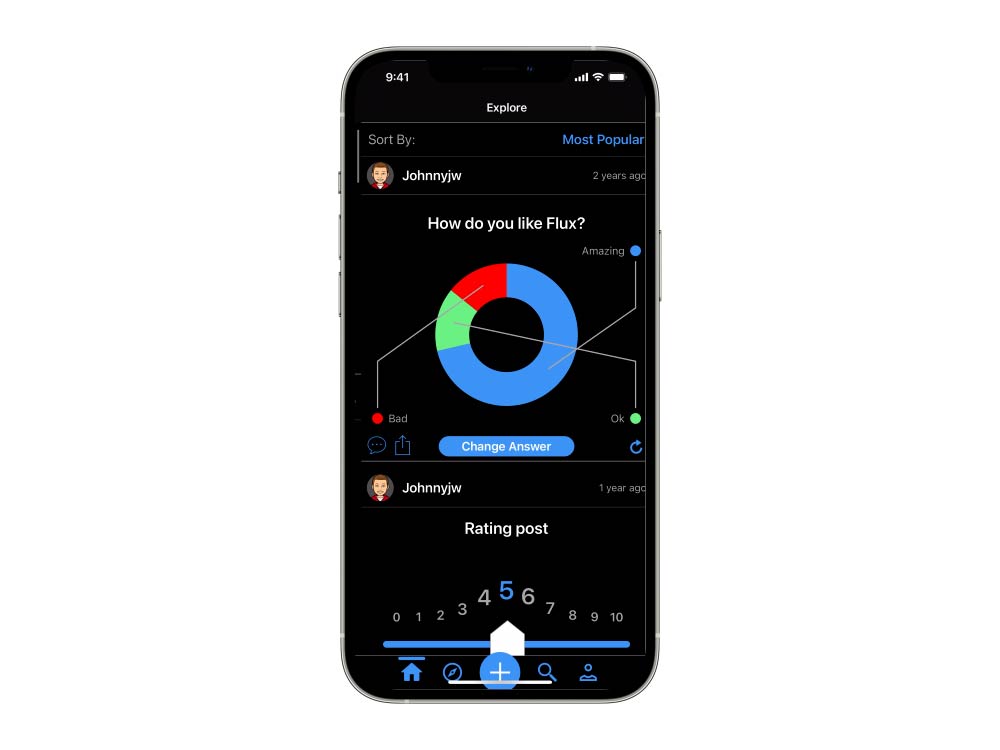 9:41
Explore
Sort By: Most Popular
Johnnyjw 2 years ago
How do you like Flux?
Amazing
Bad Ok
Change Answer
Johnnyjw 1 year ago
Rating post
0 1 2 3 4 5 6 7 8 9 10